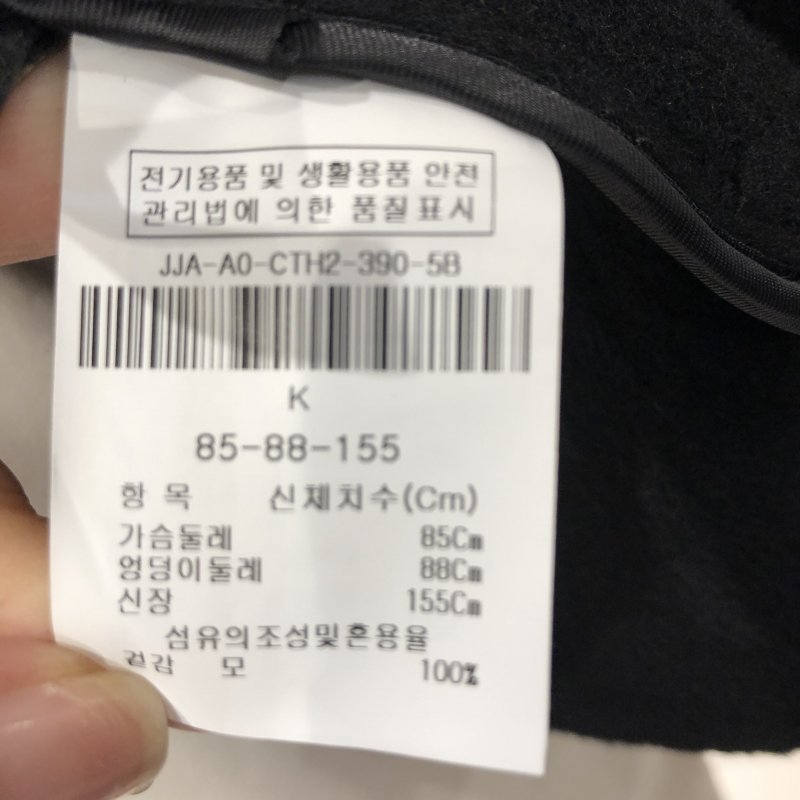 전기용품 및 생활용품 안전
관리법에 의한 품질표시
JJA-A0-CTH2-390-5B
K
85-88-155
항 목 신체치수(Cm)
가슴둘레 85Cm
엉덩이둘레 88Cm
신장 155Cm
섬유의조성및혼용율
겉감 모 100%